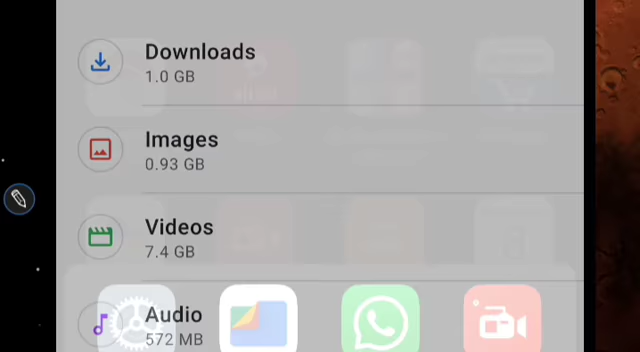 Downloads
1.0 GB
Images
0.93 GB
Videos
7.4 GB
Audio
572 MB